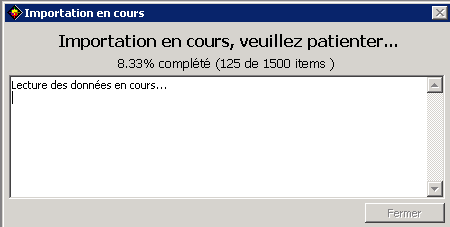 Importation en cours
Importation en cours, veuillez patienter...
8.33% complété (125 de 1500 items )
Lecture des données en cours...
Fermer